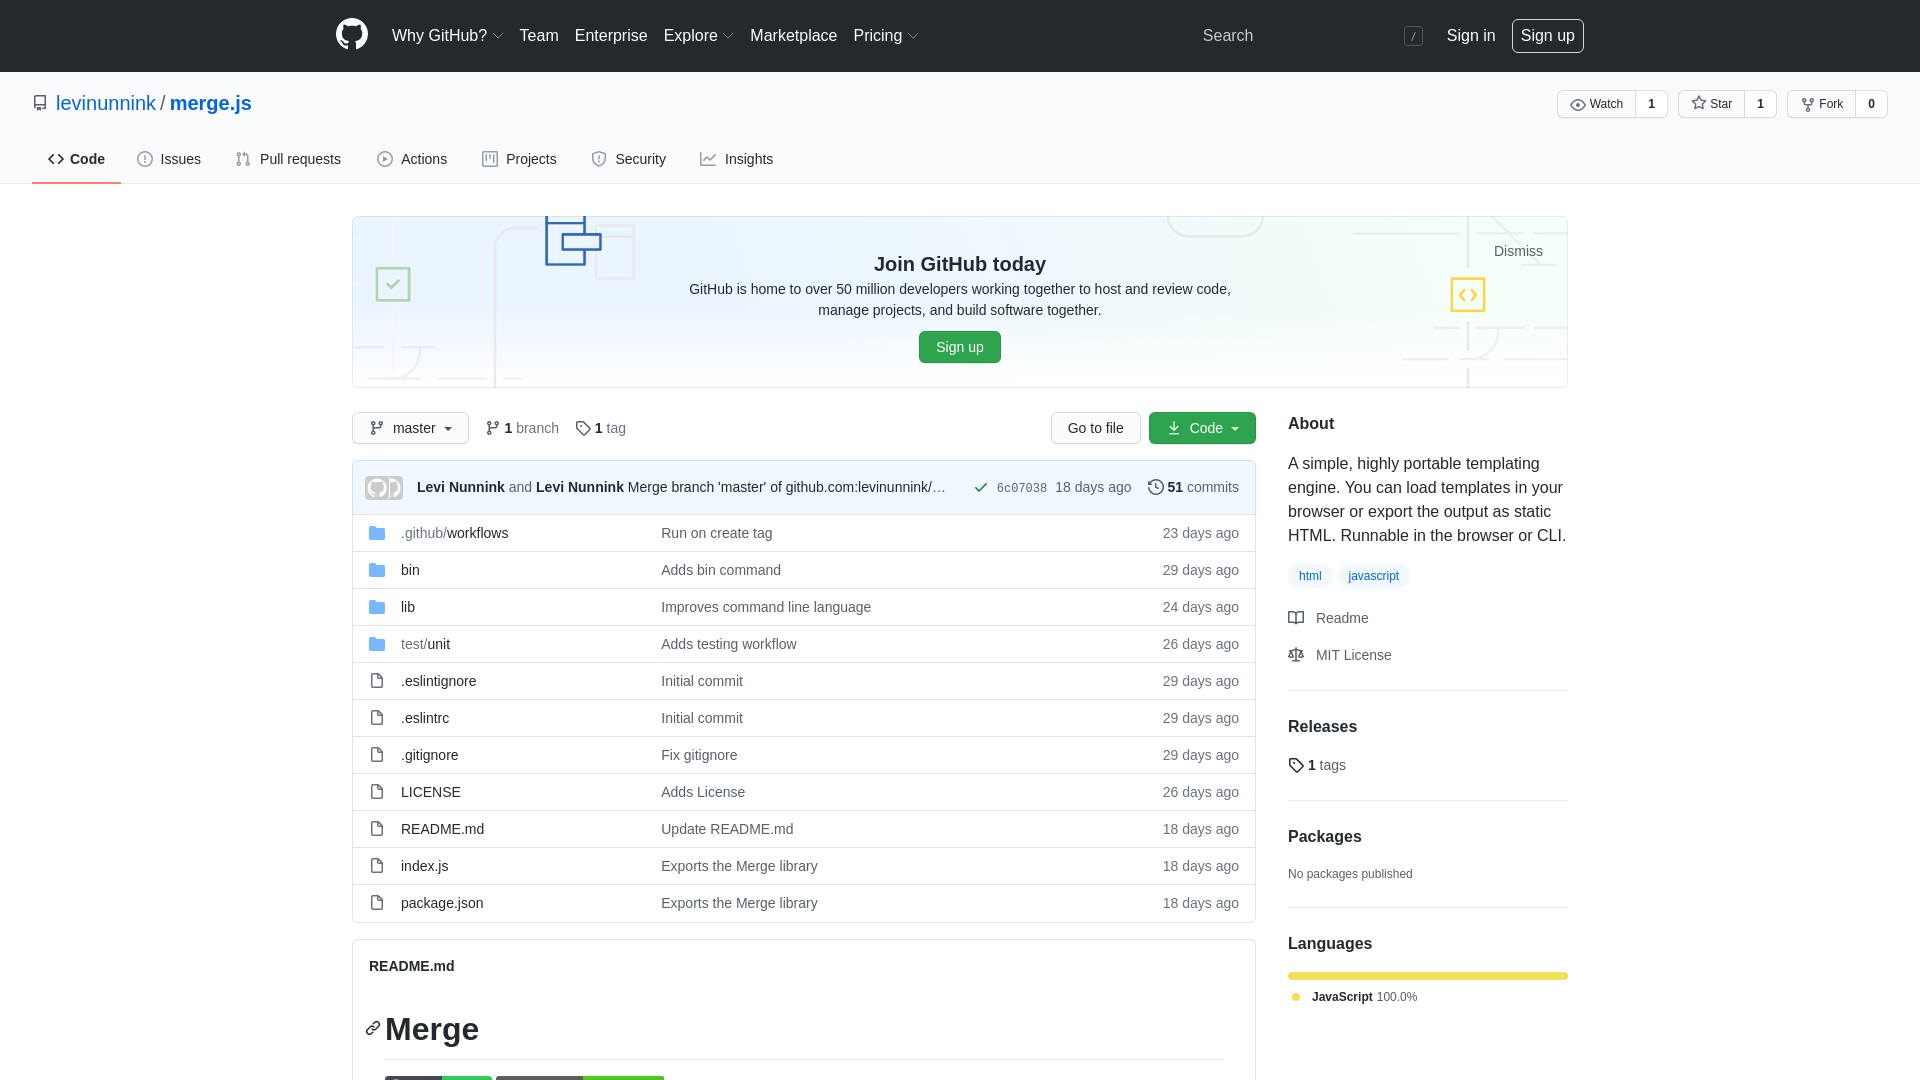 Why GitHub? Team Enterprise Explore Marketplace Pricing Search / Sign in Sign up
levinunnink / merge.js Watch 1 Star 1 Fork 0
Code Issues Pull requests Actions Projects Security Insights
Dismiss
Join GitHub today
GitHub is home to over 50 million developers working together to host and review code,
manage projects, and build software together.
Sign up
master 1 branch 1 tag Go to file Code
Levi Nunnink and Levi Nunnink Merge branch 'master' of github.com:levinunnink/… 6c07038 18 days ago 51 commits
.github/workflows Run on create tag 23 days ago
bin Adds bin command 29 days ago
lib Improves command line language 24 days ago
test/unit Adds testing workflow 26 days ago
.eslintignore Initial commit 29 days ago
.eslintrc Initial commit 29 days ago
.gitignore Fix gitignore 29 days ago
LICENSE Adds License 26 days ago
README.md Update README.md 18 days ago
index.js Exports the Merge library 18 days ago
package.json Exports the Merge library 18 days ago
README.md
Merge
About
A simple, highly portable templating
engine. You can load templates in your
browser or export the output as static
HTML. Runnable in the browser or CLI.
html javascript
Readme
MIT License
Releases
1 tags
Packages
No packages published
Languages
JavaScript 100.0%